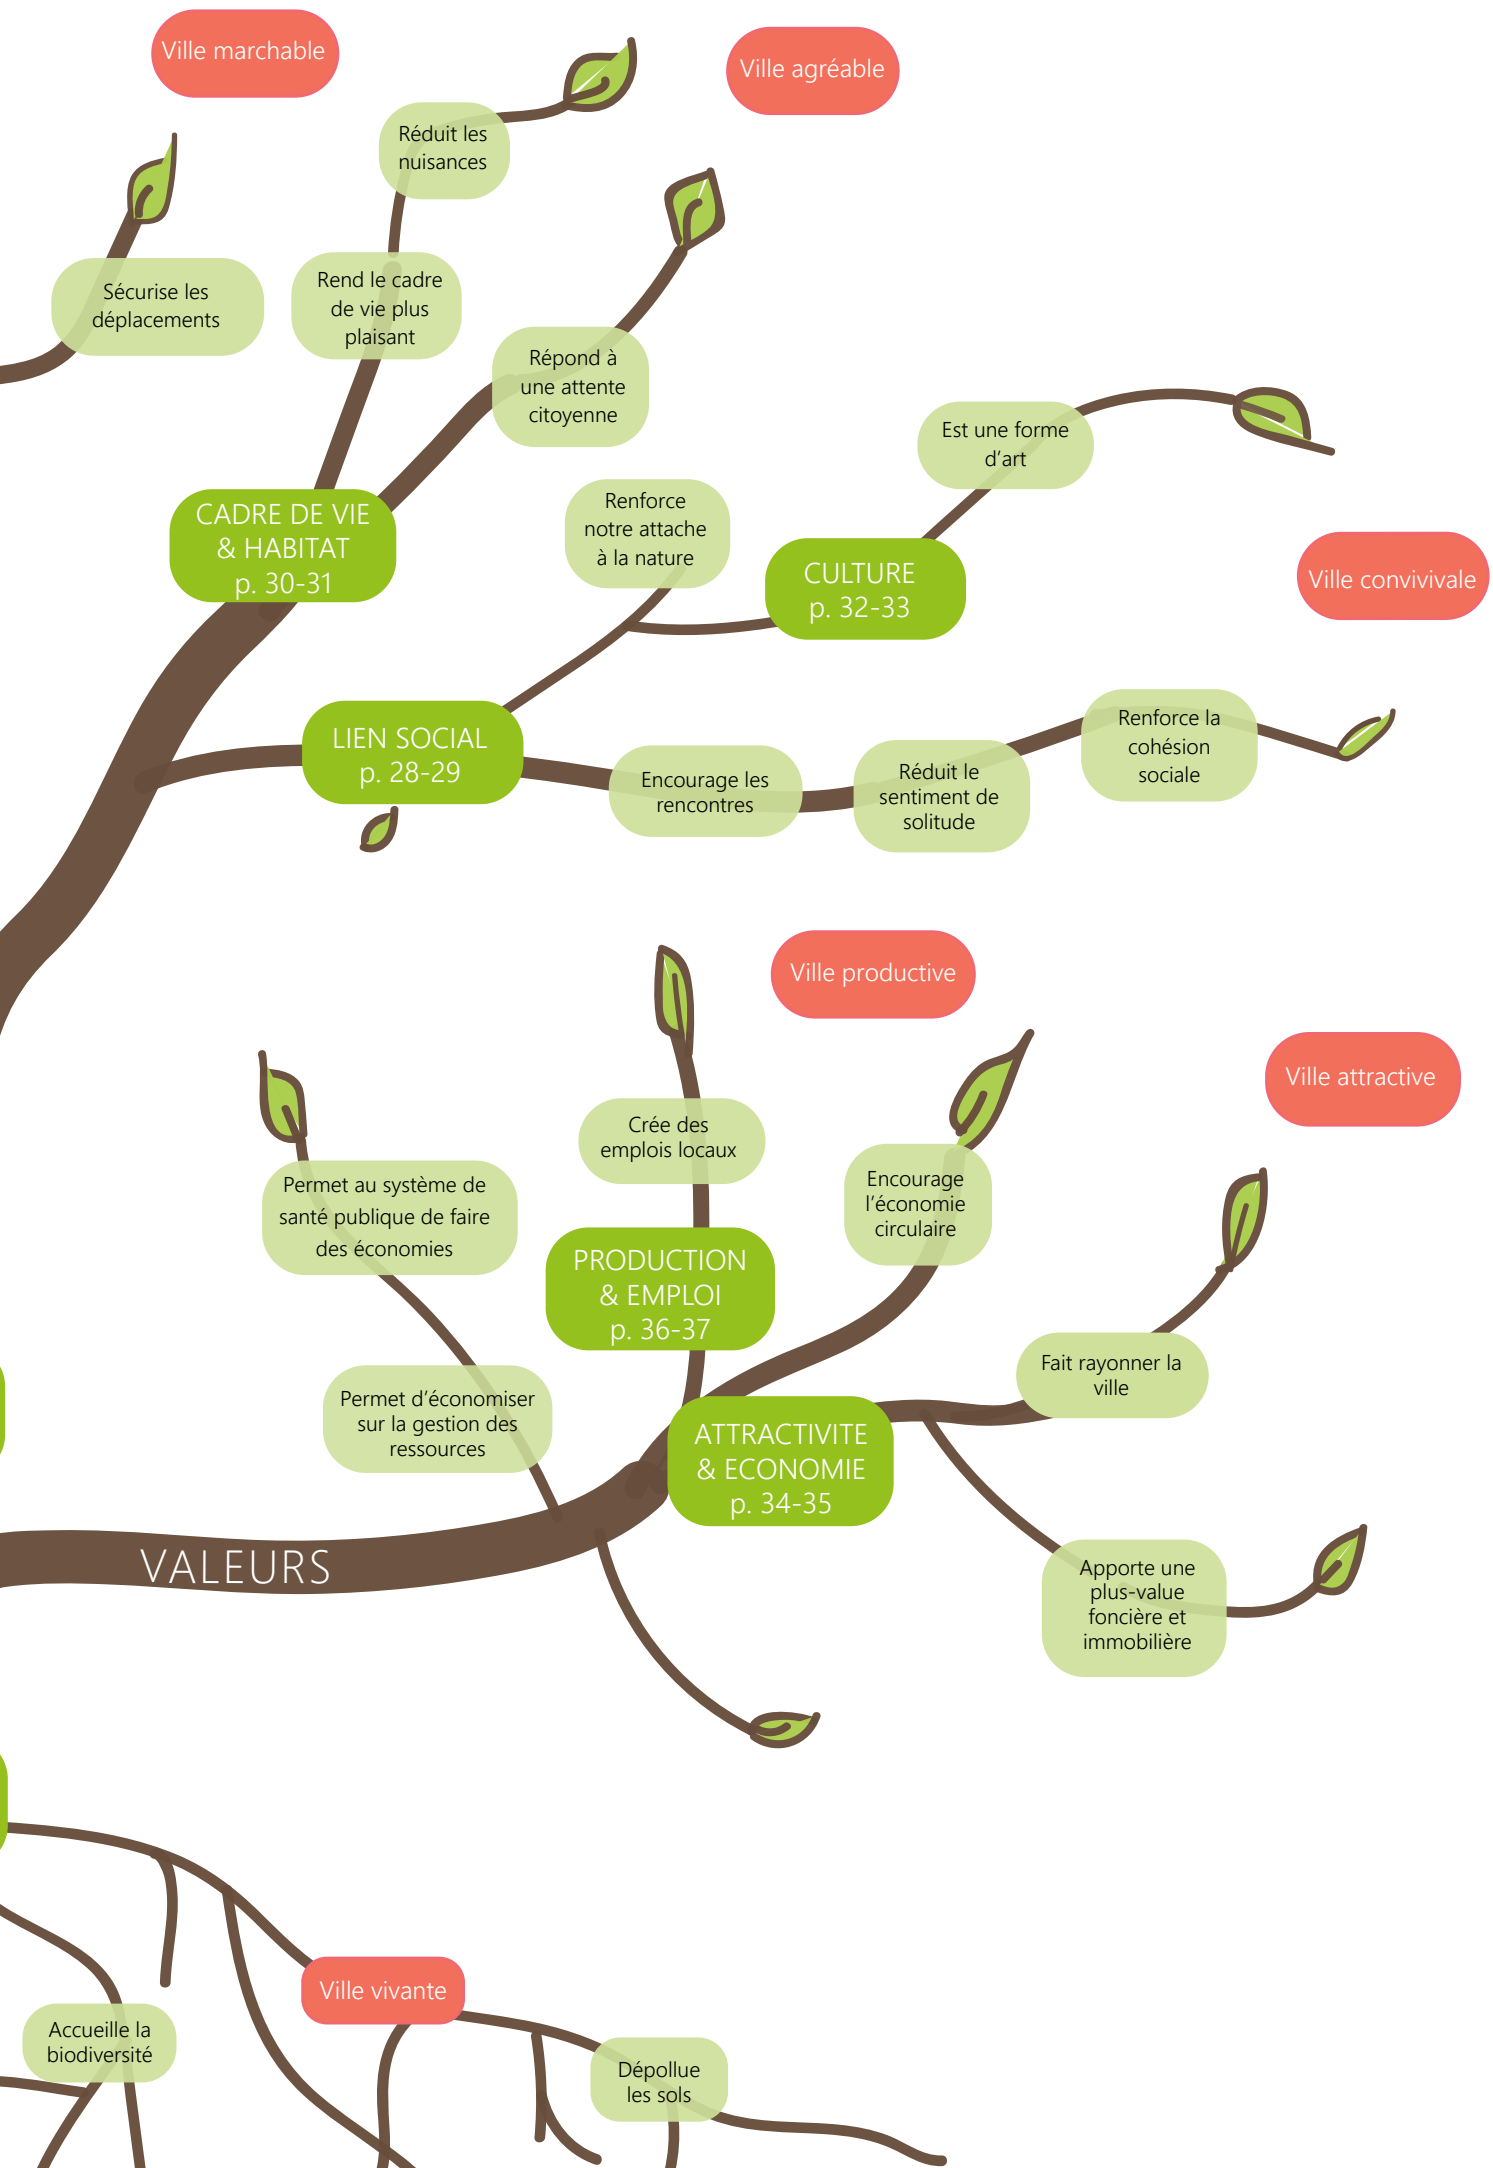 Ville marchable
Ville agréable
Réduit les
nuisances
Sécurise les
déplacements
Rend le cadre
de vie plus
plaisant
Répond à
une attente
citoyenne
Est une forme
d'art
CADRE DE VIE
& HABITAT
p. 30-31
Renforce
notre attache
à la nature
CULTURE
p. 32-33
Ville convivivale
LIEN SOCIAL
p. 28-29
Encourage les
rencontres
Réduit le
sentiment de
solitude
Renforce la
cohésion
sociale
Ville productive
Ville attractive
Crée des
emplois locaux
Permet au système de
santé publique de faire
des économies
Encourage
l'économie
circulaire
PRODUCTION
& EMPLOI
p. 36-37
Fait rayonner la
ville
Permet d'économiser
sur la gestion des
ressources
ATTRACTIVITE
& ECONOMIE
p. 34-35
VALEURS
Apporte une
plus-value
foncière et
immobilière
Ville vivante
Accueille la
biodiversité
Dépollue
les sols